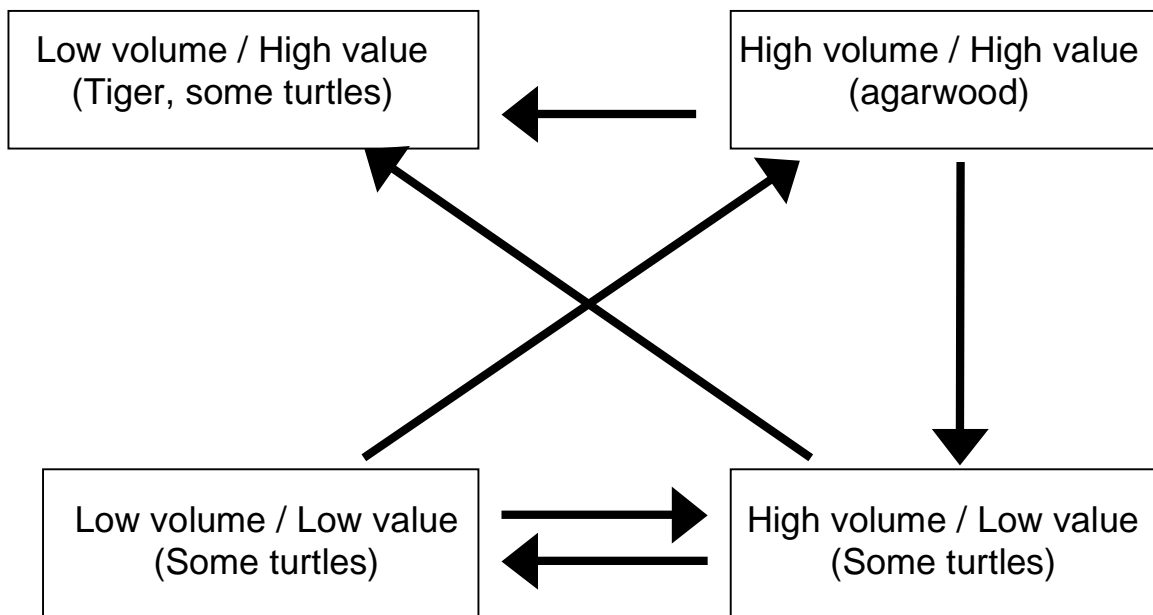 Low volume / High value
(Tiger, some turtles)
High volume / High value
(agarwood)
Low volume / Low value
(Some turtles)
High volume / Low value
(Some turtles)